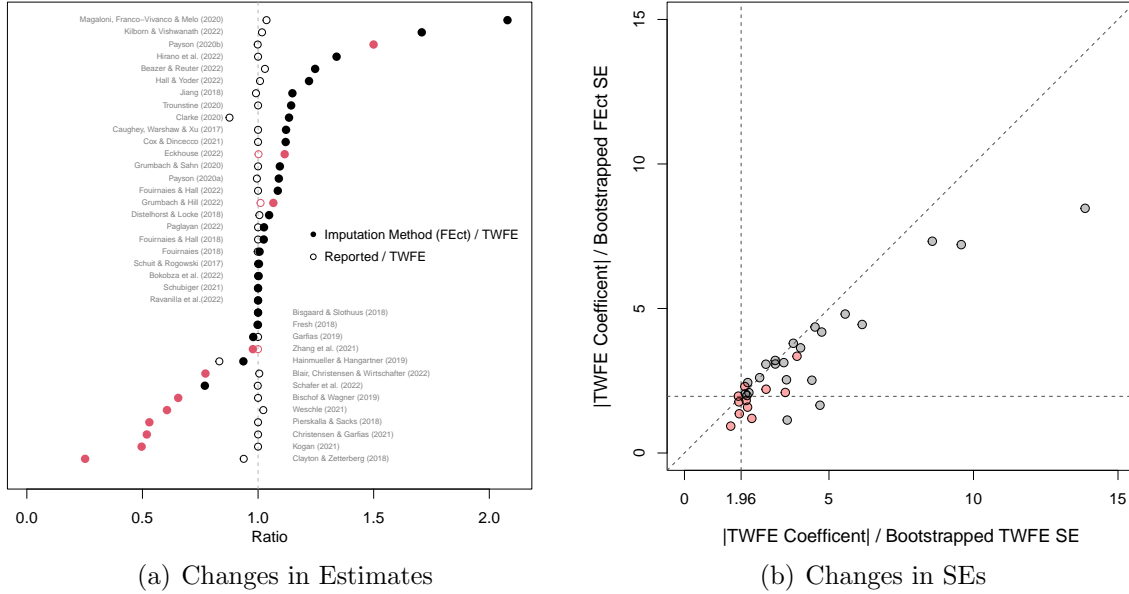 Magaloni, Franco−Vivanco & Melo (2020)
Kilborn & Vishwanath (2022)
Payson (2020b)
Hirano et al. (2022)
Beazer & Reuter (2022)
Hall & Yoder (2022)
Jiang (2018)
Trounstine (2020)
Clarke (2020)
Caughey, Warshaw & Xu (2017)
Cox & Dincecco (2021)
Eckhouse (2022)
Grumbach & Sahn (2020)
Payson (2020a)
Fournaies & Hall (2022)
Grumbach & Hill (2022)
Distelhorst & Locke (2018)
Paglayan (2022)
Fouirnaies & Hall (2018)
Fouirnaies (2018)
Schuit & Rogowski (2017)
Bokobza et al. (2022)
Schubiger (2021)
Ravanilla et al.(2022)
Bisgaard & Slothuus (2018)
Fresh (2018)
Garfias (2019)
Zhang et al. (2021)
Hainmueller & Hangartner (2019)
Blair, Christensen & Wirtschafter (2022)
Schafer et al. (2022)
Bischof & Wagner (2019)
Weschle (2021)
Pierskalla & Sacks (2018)
Christensen & Garfias (2021)
Kogan (2021)
Clayton & Zetterberg (2018)
Imputation Method (FEct) / TWFE
Reported / TWFE
0.0 0.5 1.0 1.5 2.0
Ratio
(a) Changes in Estimates
|TWFE Coefficent| / Bootstrapped FEct SE
15
10
5
0
0 1.96 5 10 15
|TWFE Coefficent| / Bootstrapped TWFE SE
(b) Changes in SEs